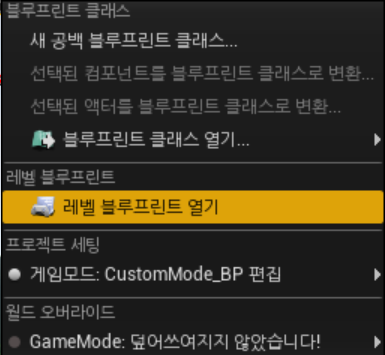 블루프린트 클래스
새 공백 블루프린트 클래스...
선택된 컴포넌트를 블루프린트 클래스로 변환...
선택된 액터를 블루프린트 클래스로 변환...
블루프린트 클래스 열기...
레벨 블루프린트
레벨 블루프린트 열기
프로젝트 세팅
게임모드: CustomMode_BP 편집
월드 오버라이드
GameMode: 덮어쓰여지지 않았습니다!